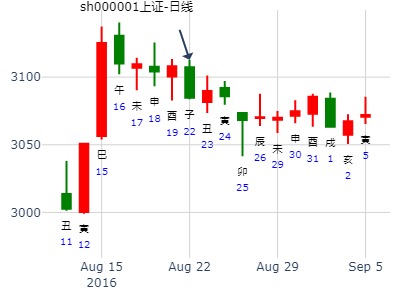 sh000001上证-日线
3100
3050
3000
丑
11
寅
12
巳
15
午
16
未
17
申
18
酉
19
子
22
丑
23
寅
24
卯
25
辰
26
未
29
申
30
酉
31
戌
1
亥
2
寅
5
Aug 15
2016
Aug 22
Aug 29
Sep 5